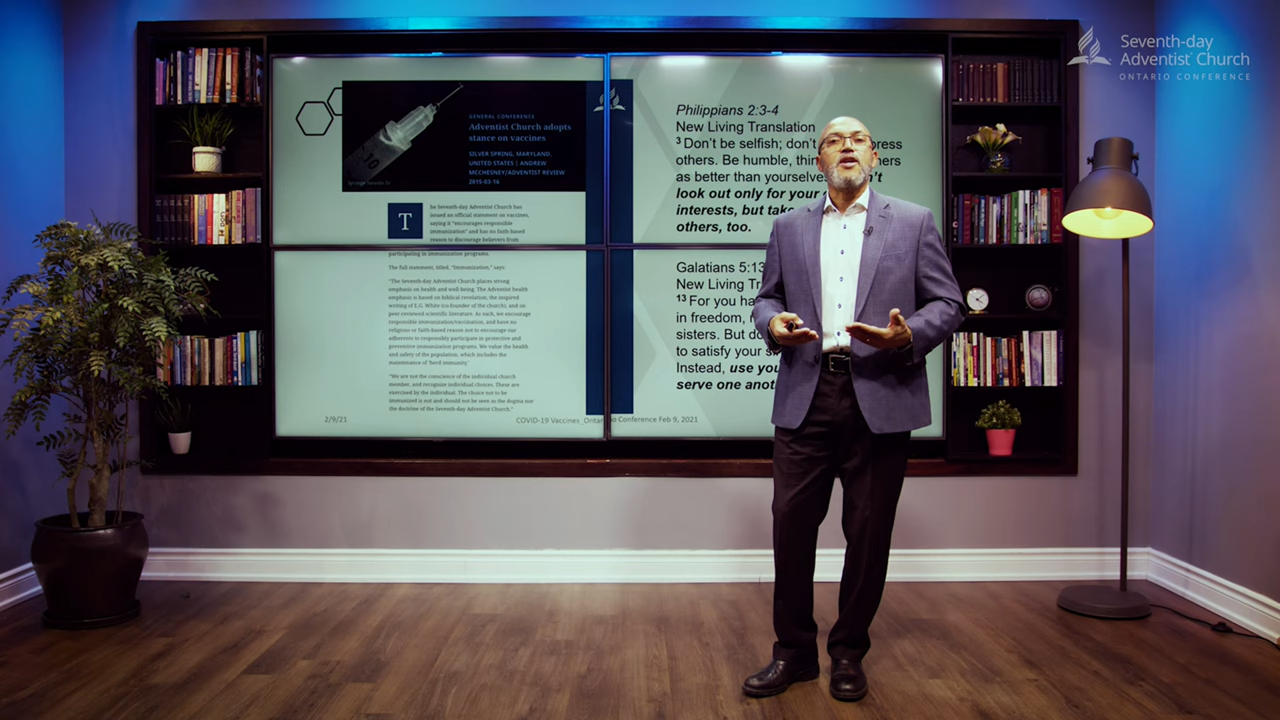 Seventh-day
Adventist Church
ONTARIO CONFERENCE
GENERAL CONFERENCE
Adventist Church adopts
stance on vaccines
SILVER SPRING, MARYLAND,
UNITED STATES | ANDREW
MCCHESNEY/ADVENTIST REVIEW
2015-03-16
The Seventh-day Adventist Church has
issued an official statement on vaccines,
saying it "encourages responsible
immunization" and has no faith-based
reason to discourage believers from
participating in immunization programs.
The full statement, titled, "Immunization," says:
"The Seventh-day Adventist Church places strong
emphasis on health and well-being. The Adventist health
emphasis is based on biblical revelation, the inspired
writing of E.G. White (co-founder of the church), and on
peer-reviewed scientific literature. As such, we encourage
responsible immunization/vaccination, and have no
religious or faith-based reason not to encourage our
adherents to responsibly participate in protective and
preventive immunization programs. We value the health
and safety of the population, which includes the
maintenance of 'herd immunity.'
"We are not the conscience of the individual church
member, and recognize individual choices. These are
exercised by the individual. The choice not to be
immunized is not and should not be seen as the dogma nor
the doctrine of the Seventh-day Adventist Church."
2/9/21
COVID-19 Vaccines_Ontario Conference Feb 9, 2021
Philippians 2:3-4
New Living Translation
3 Don't be selfish; don't
others. Be humble,
as better than
look out only for your
interests, but take
others, too.
Galatians 5:13
New Living
13 For you
in freedom,
sisters. But
to satisfy your
Instead, use
serve one